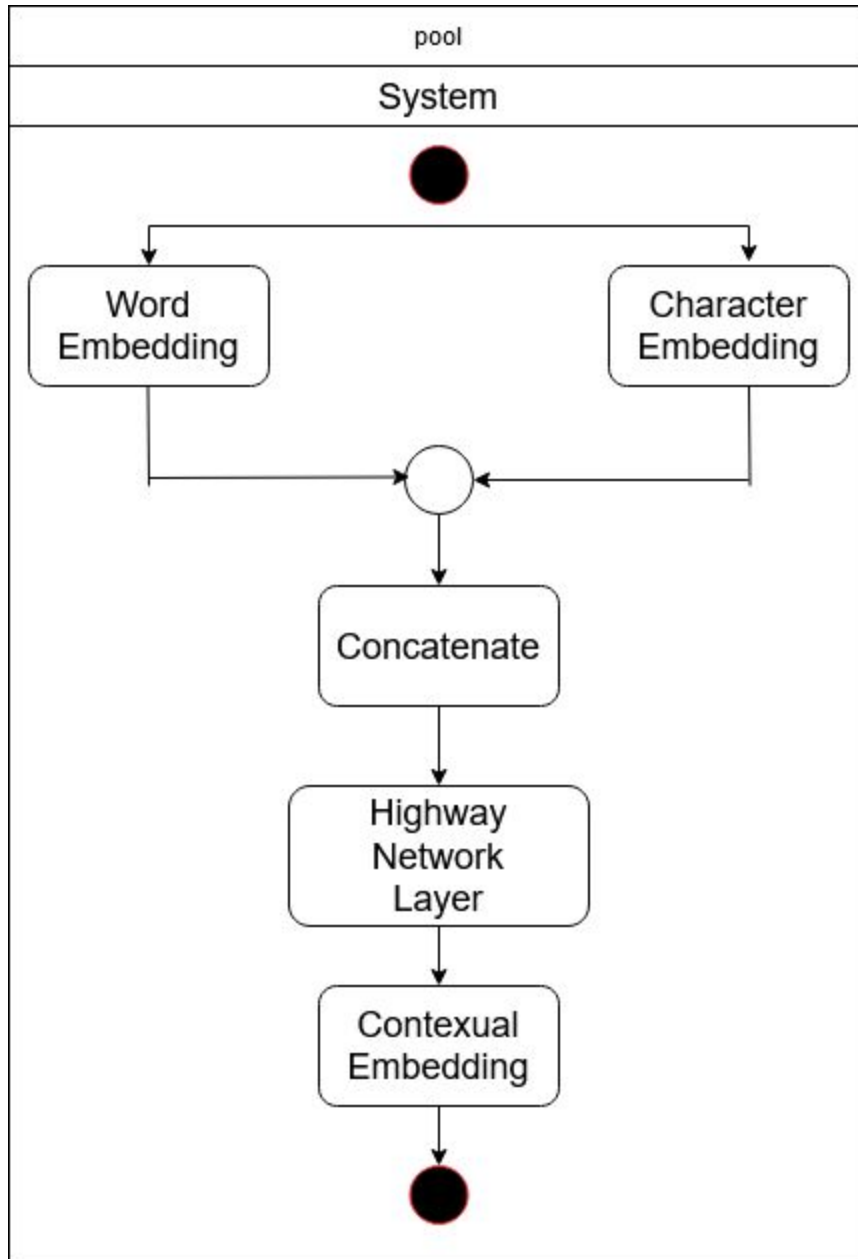 pool
System
Word
Embedding
Character
Embedding
Concatenate
Highway
Network
Layer
Contexual
Embedding